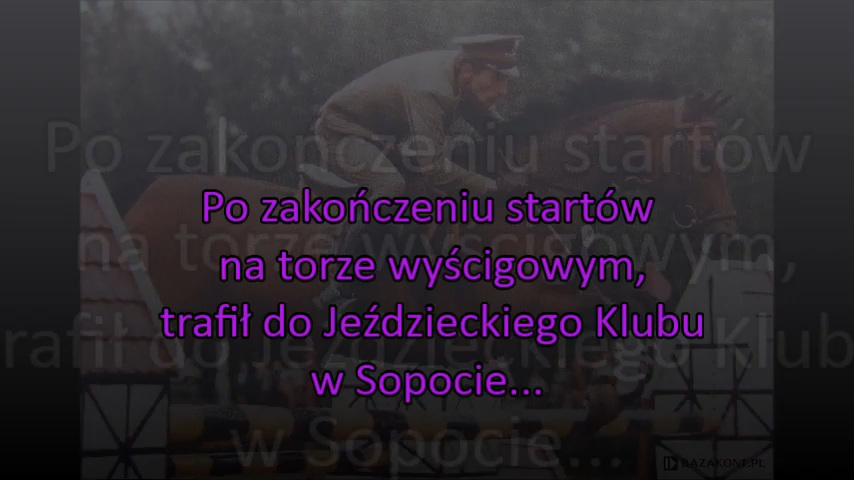 Po zakończeniu startów
na torze wyścigowym,
trafił do Jeździeckiego Klubu
w Sopocie...
BAZAKONI.PL